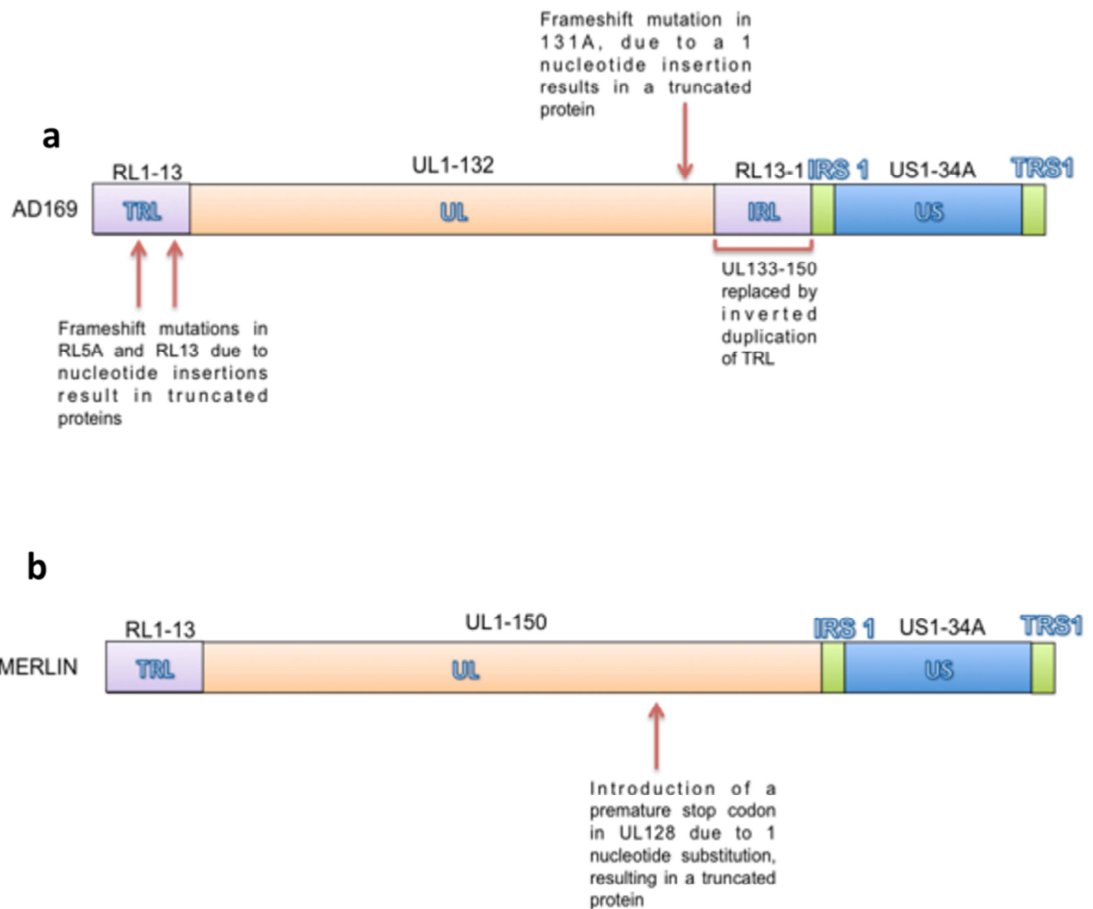 Frameshift mutation in
131A, due to a 1
nucleotide insertion
results in a truncated
protein
a
RL1-13
UL1-132
RL13-1
IRS 1
US1-34A
TRS1
AD169
TRL
UL
IRL
US
UL133-150
replaced by
inverted
duplication
of TRL
Frameshift mutations in
RL5A and RL13 due to
nucleotide insertions
result in truncated
proteins
b
RL1-13
UL1-150
IRS 1
US1-34A
TRS1
MERLIN
TRL
UL
US
Introduction of a
premature stop codon
in UL128 due to 1
nucleotide substitution,
resulting in a truncated
protein